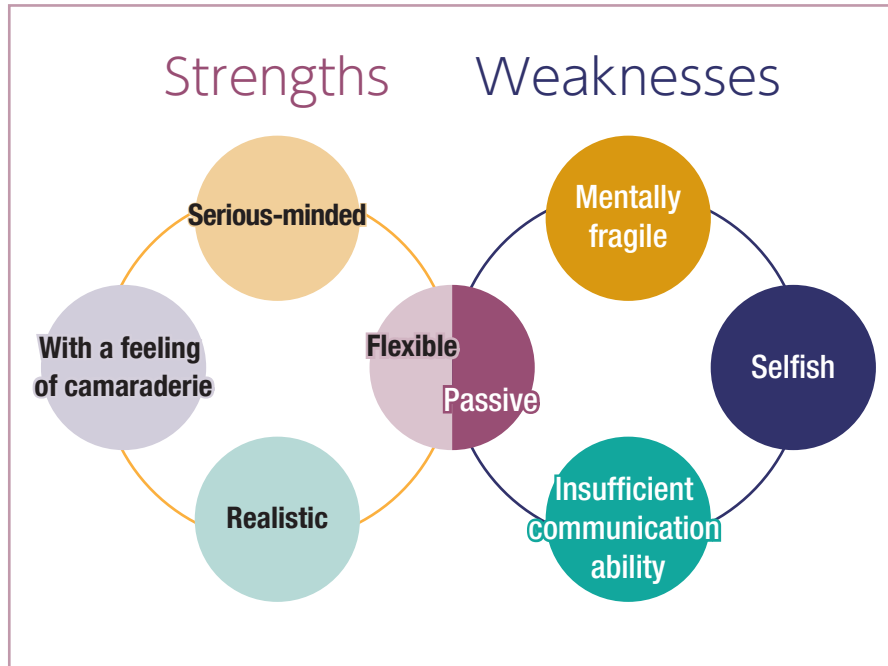 Strengths
Weaknesses
Serious-minded
With a feeling
of camaraderie
Flexible
Realistic
Mentally
fragile
Passive
Selfish
Insufficient
communication
ability